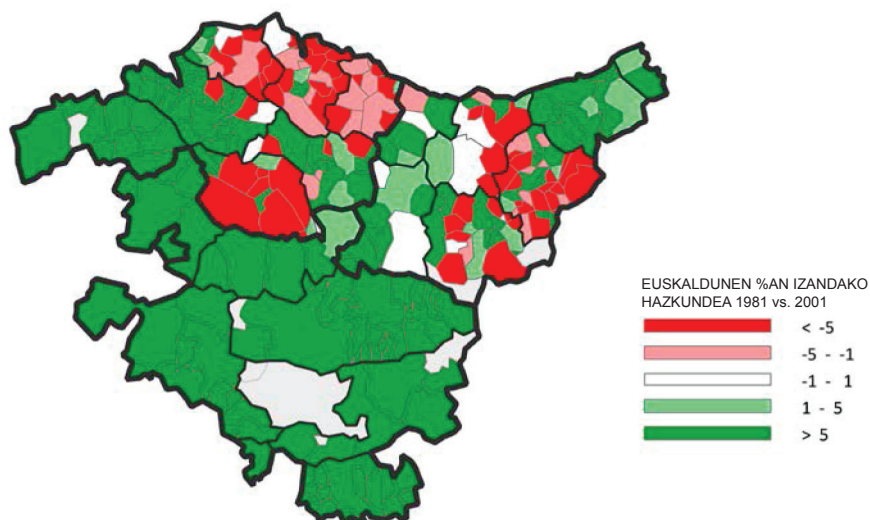 EUSKALDUNEN %AN IZANDAKO
HAZKUNDEA 1981 vs. 2001
< -5
-5 - -1
-1 - 1
1 - 5
> 5